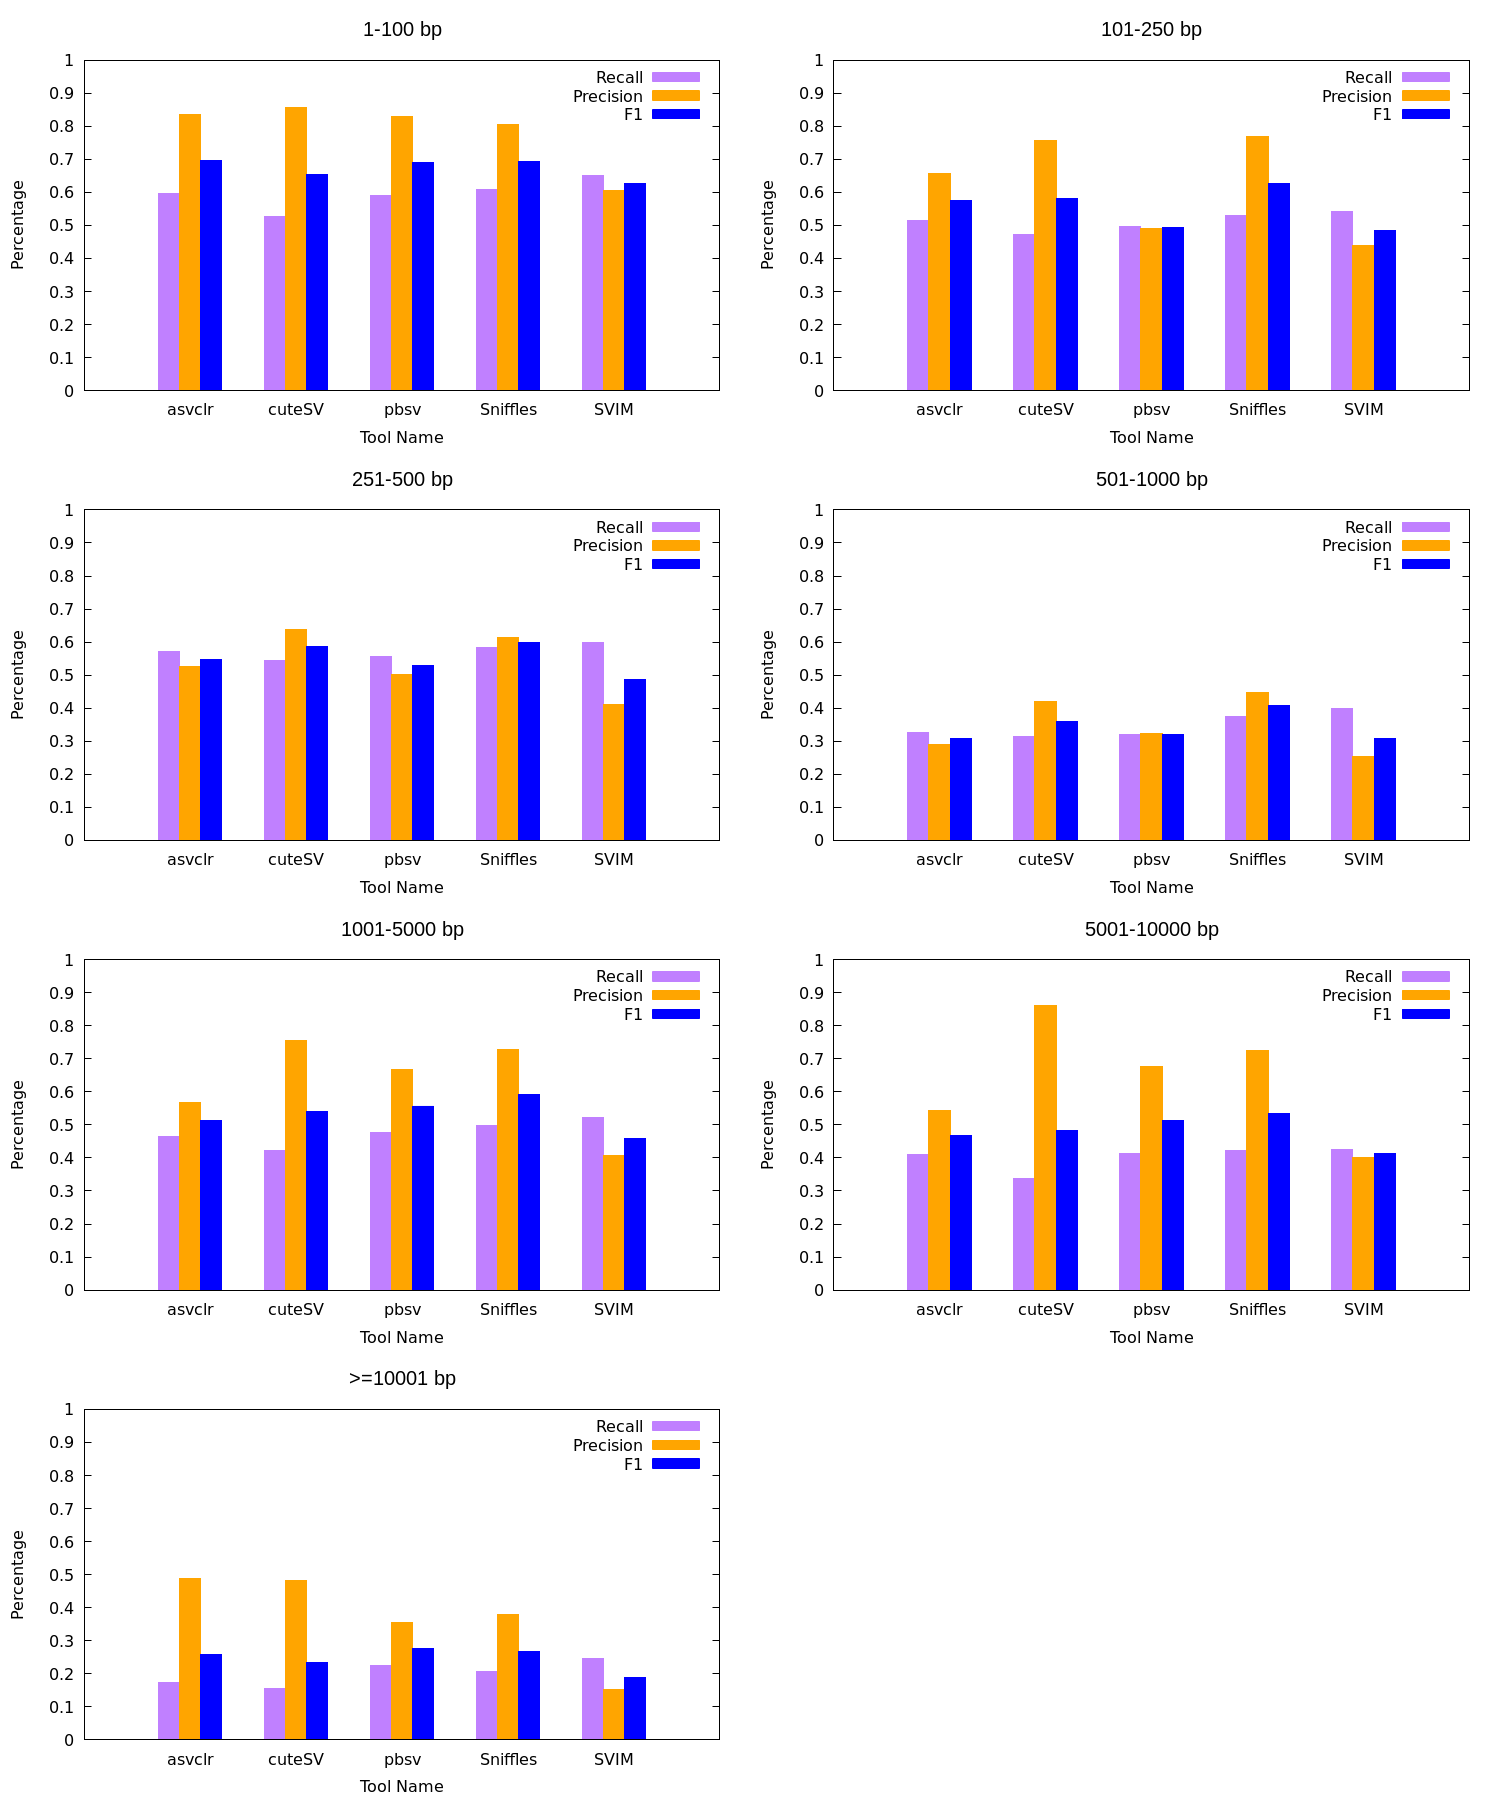 1-100 bp
1
0.9
0.8
0.7
0.6
0.5
0.4
0.3
0.2
0.1
0
Percentage
Recall
Precision
F1
asvclr cuteSV pbsv Sniffles SVIM
Tool Name
101-250 bp
1
0.9
0.8
0.7
0.6
0.5
0.4
0.3
0.2
0.1
0
Percentage
Recall
Precision
F1
asvclr cuteSV pbsv Sniffles SVIM
Tool Name
251-500 bp
1
0.9
0.8
0.7
0.6
0.5
0.4
0.3
0.2
0.1
0
Percentage
Recall
Precision
F1
asvclr cuteSV pbsv Sniffles SVIM
Tool Name
501-1000 bp
1
0.9
0.8
0.7
0.6
0.5
0.4
0.3
0.2
0.1
0
Percentage
Recall
Precision
F1
asvclr cuteSV pbsv Sniffles SVIM
Tool Name
1001-5000 bp
1
0.9
0.8
0.7
0.6
0.5
0.4
0.3
0.2
0.1
0
Percentage
Recall
Precision
F1
asvclr cuteSV pbsv Sniffles SVIM
Tool Name
5001-10000 bp
1
0.9
0.8
0.7
0.6
0.5
0.4
0.3
0.2
0.1
0
Percentage
Recall
Precision
F1
asvclr cuteSV pbsv Sniffles SVIM
Tool Name
>=10001 bp
1
0.9
0.8
0.7
0.6
0.5
0.4
0.3
0.2
0.1
0
Percentage
Recall
Precision
F1
asvclr cuteSV pbsv Sniffles SVIM
Tool Name